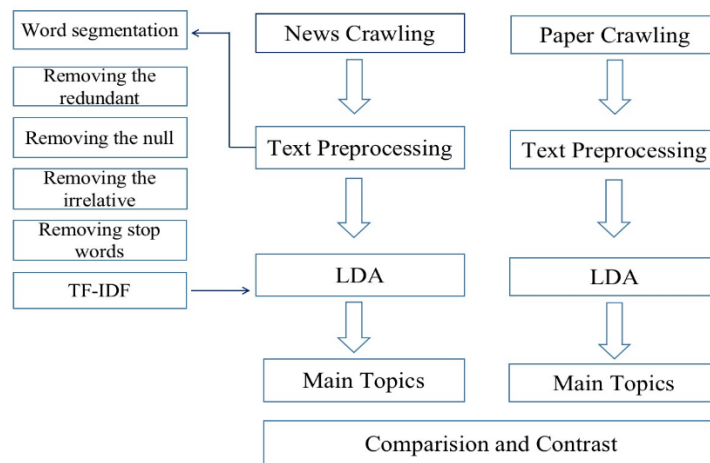 Word segmentation
Removing the
redundant
Removing the null
Removing the
irrelative
Removing stop
words
TF-IDF
News Crawling
Text Preprocessing
LDA
Main Topics
Paper Crawling
Text Preprocessing
LDA
Main Topics
Comparision and Contrast